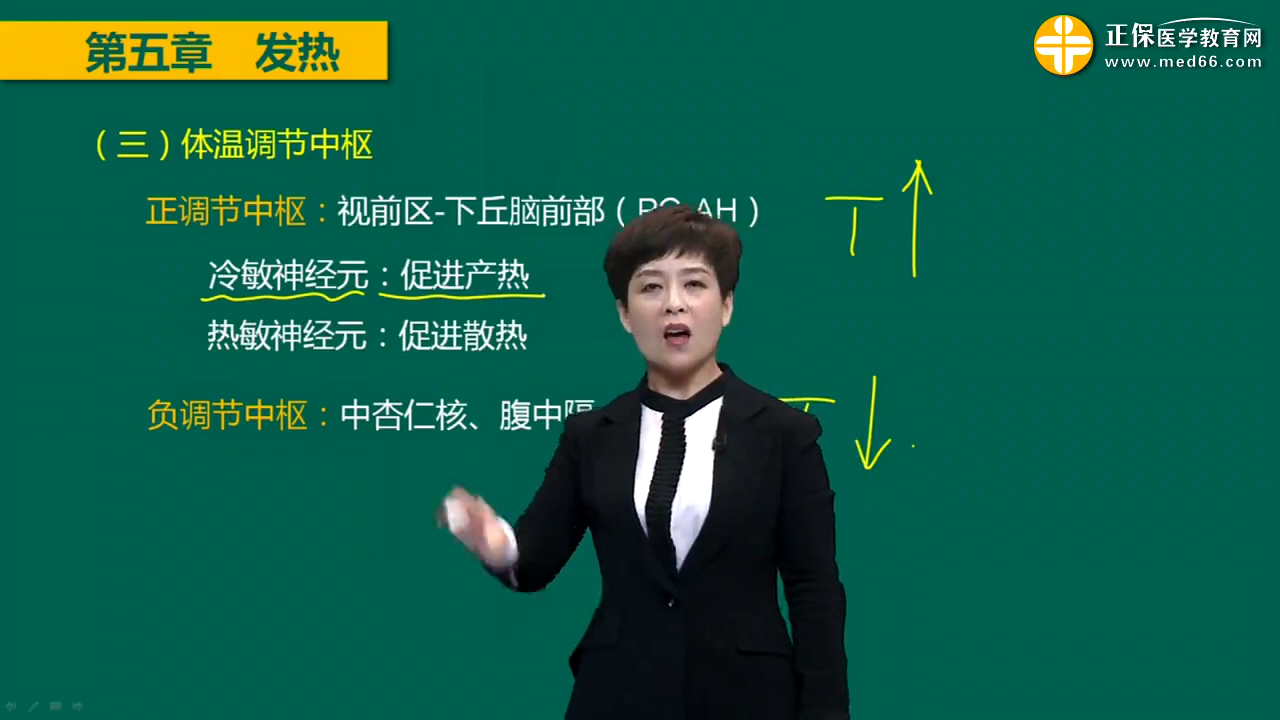 第五章 发热
正保医学教育网
www.med66.com
（三）体温调节中枢
正调节中枢：视前区-下丘脑前部（PO-AH）
T↑
冷敏神经元：促进产热
热敏神经元：促进散热
负调节中枢：中杏仁核、腹中隔
T↓